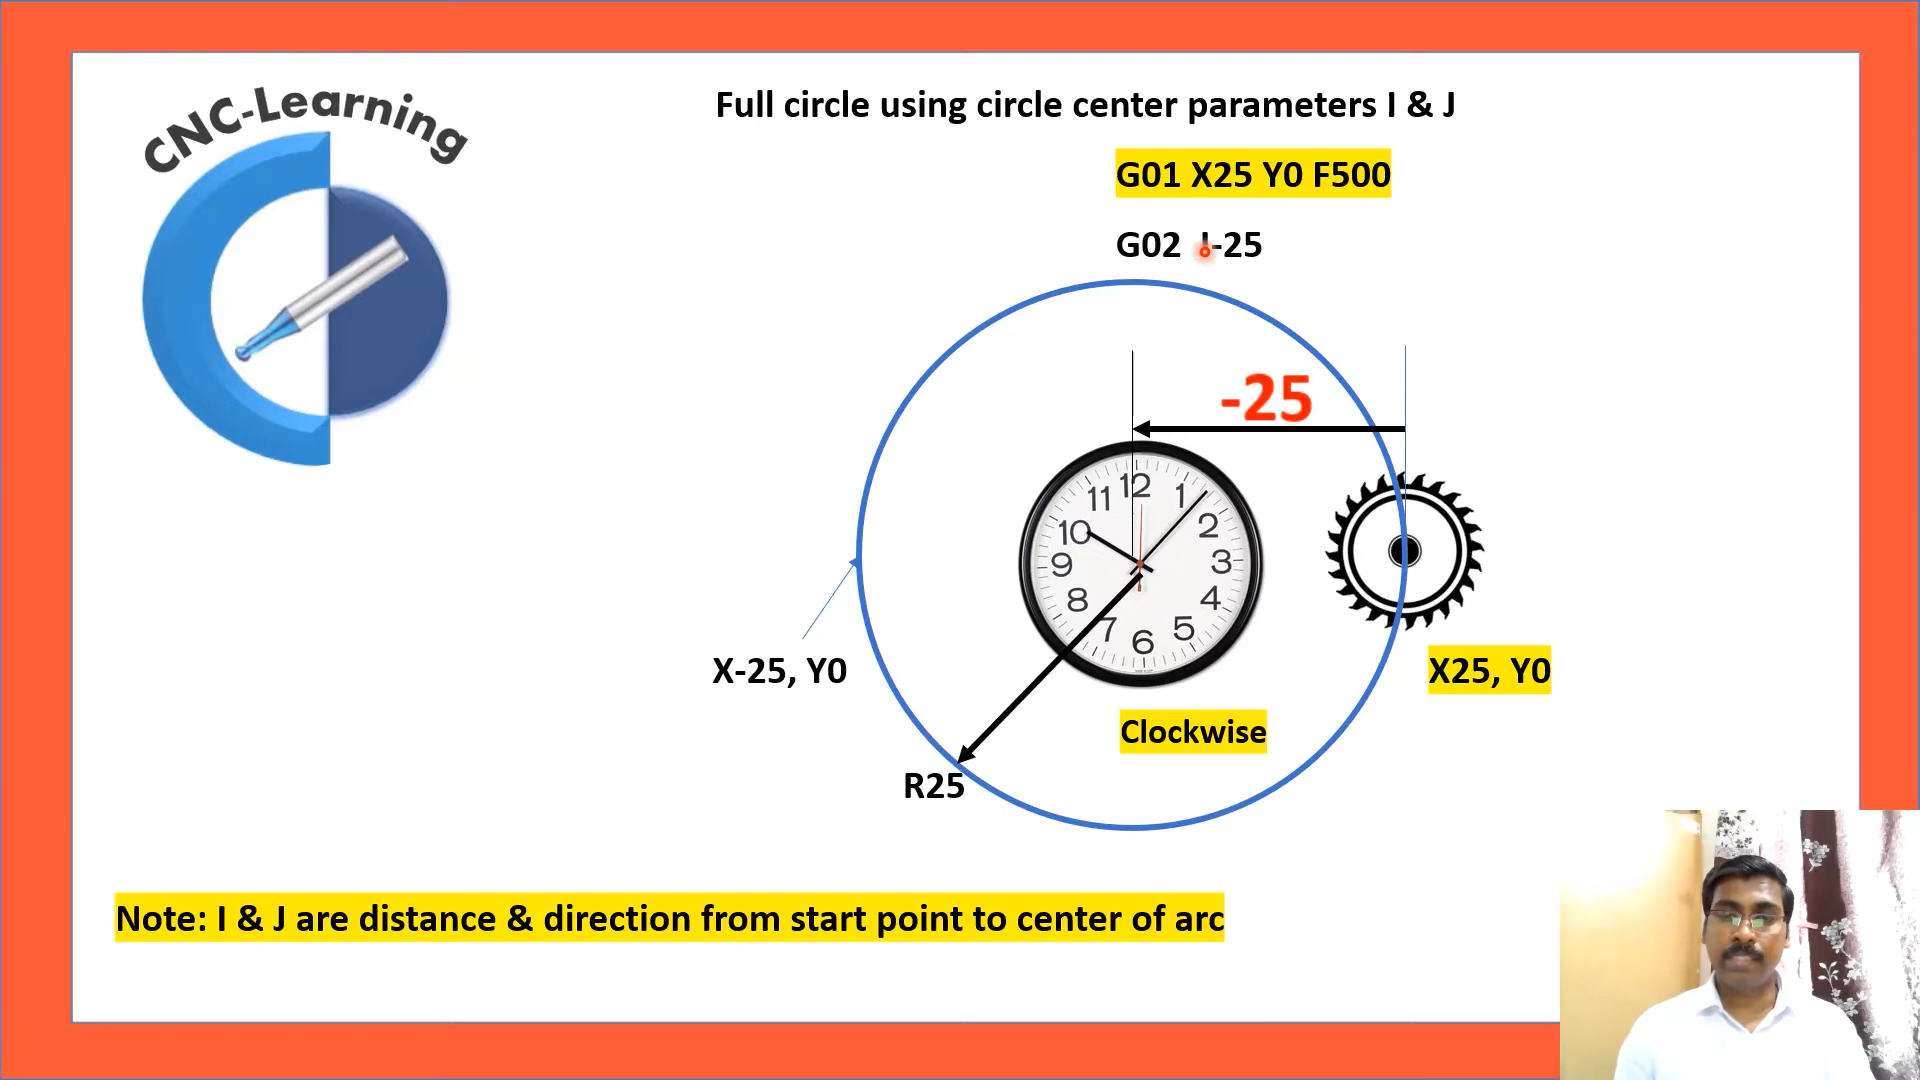 CNC-Learning
Full circle using circle center parameters I & J
G01 X25 Y0 F500
G02 I-25
-25
11 12 1
10 2
9 3
8 4
7 6 5
X-25, Y0
X25, Y0
Clockwise
R25
Note: I & J are distance & direction from start point to center of arc